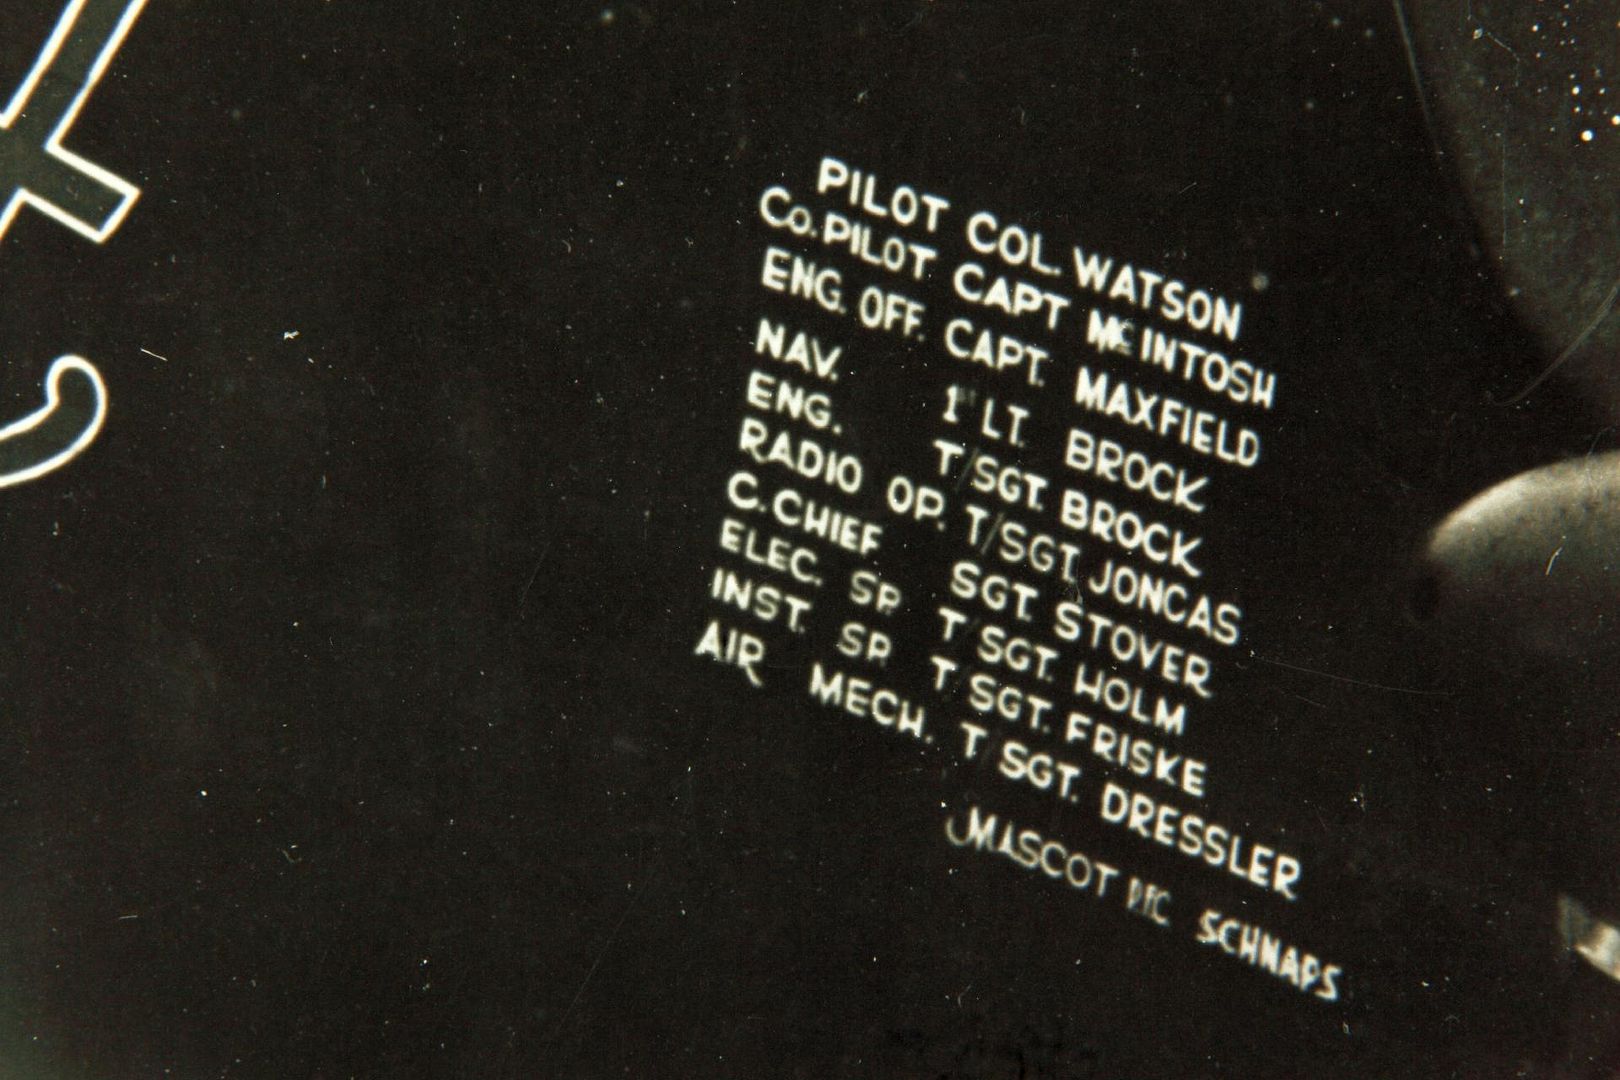 PILOT COL. WATSON
Co. PILOT CAPT McINTOSH
ENG. OFF. CAPT. MAXFIELD
NAV. 1st LT. BROCK
ENG. T/SGT. BROCK
RADIO OP. T/SGT. JONCAS
C. CHIEF SGT. STOVER
ELEC. SP. T/SGT. HOLM
INST. SP. T/SGT. FRISKE
AIR MECH. T/SGT. DRESSLER
MASCOT PFC SCHNAPS